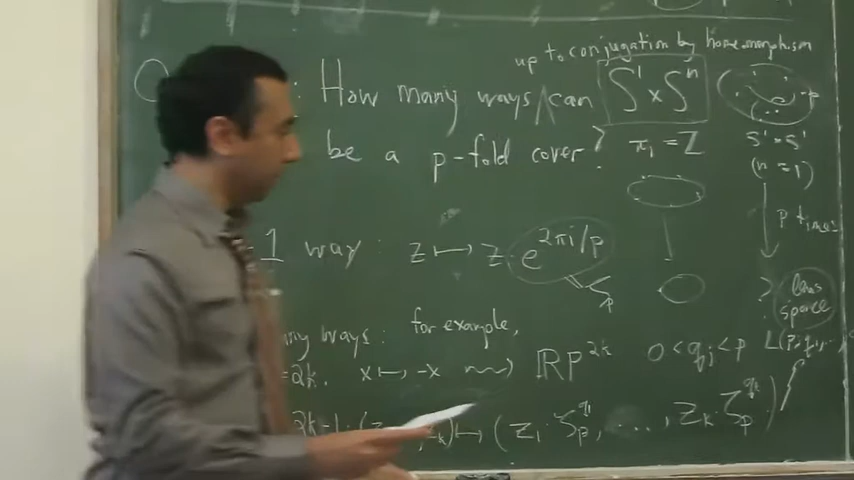 up to conjugation by homeomorphism
: How many ways can S¹ x Sⁿ
be a p-fold cover? π₁ = Z
S¹ x S¹
(n = 1)
p times
1 way: z ↦ z · e^{2πi/p}
ζ_p
lens space
ways: for example,
= 2k. x ↦ -x ⇝ RP^{2k} 0 < q_j < p
2k-1: ↦ (z₁ ζ_p^{q₁}, ..., z_k ζ_p^{q_k})